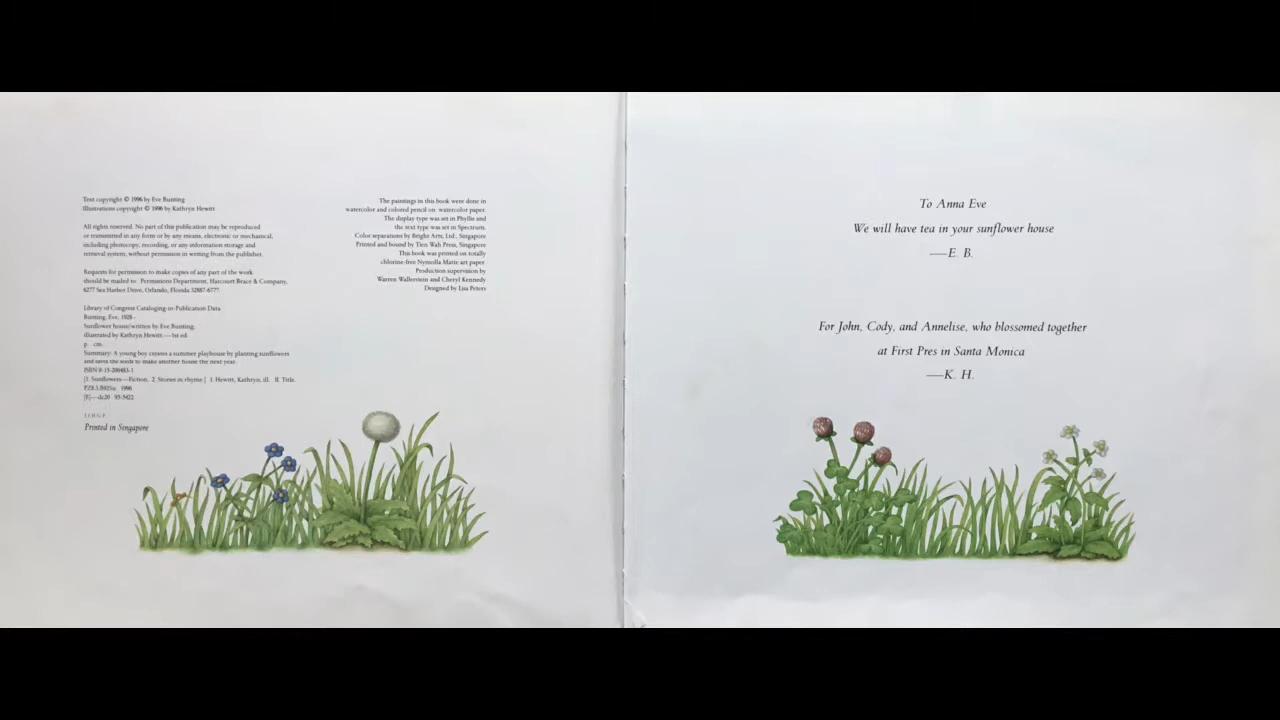 Text copyright © 1996 by Eve Bunting
Illustrations copyright © 1996 by Kathryn Hewitt
All rights reserved. No part of this publication may be reproduced
or transmitted in any form or by any means, electronic or mechanical,
including photocopy, recording, or any information storage and
retrieval system, without permission in writing from the publisher.
Requests for permission to make copies of any part of the work
should be mailed to: Permissions Department, Harcourt Brace & Company,
6277 Sea Harbor Drive, Orlando, Florida 32887-6777.
Library of Congress Cataloging-in-Publication Data
Bunting, Eve, 1928–
Sunflower house/written by Eve Bunting;
illustrated by Kathryn Hewitt.—1st ed.
p. cm.
Summary: A young boy creates a summer playhouse by planting sunflowers
and saves the seeds to make another house the next year.
ISBN 0-15-200483-1
[1. Sunflowers—Fiction. 2. Stories in rhyme.] I. Hewitt, Kathryn, ill. II. Title.
PZ8.3.B92Su 1996
[E]—dc20 95-5422
Printed in Singapore
The paintings in this book were done in
watercolor and colored pencil on watercolor paper.
The display type was set in Phyllis and
the text type was set in Spectrum.
Color separations by Bright Arts, Ltd., Singapore
Printed and bound by Tien Wah Press, Singapore
This book was printed on totally
chlorine-free Nymolla Matte art paper.
Production supervision by
Warren Wallerstein and Cheryl Kennedy
Designed by Lisa Peters
To Anna Eve
We will have tea in your sunflower house
—E. B.
For John, Cody, and Annelise, who blossomed together
at First Pres in Santa Monica
—K. H.